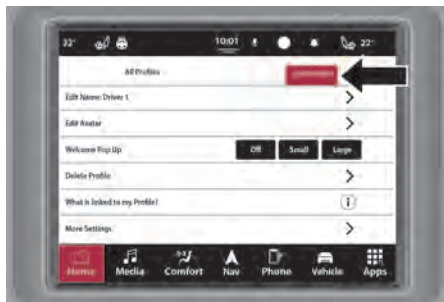 22° 10:01 22°
All Profiles
Edit Name: Driver 1
Edit Avatar
Welcome Pop Up Off Small Large
Delete Profile
What is linked to my Profile?
More Settings
Home Media Comfort Nav Phone Vehicle Apps